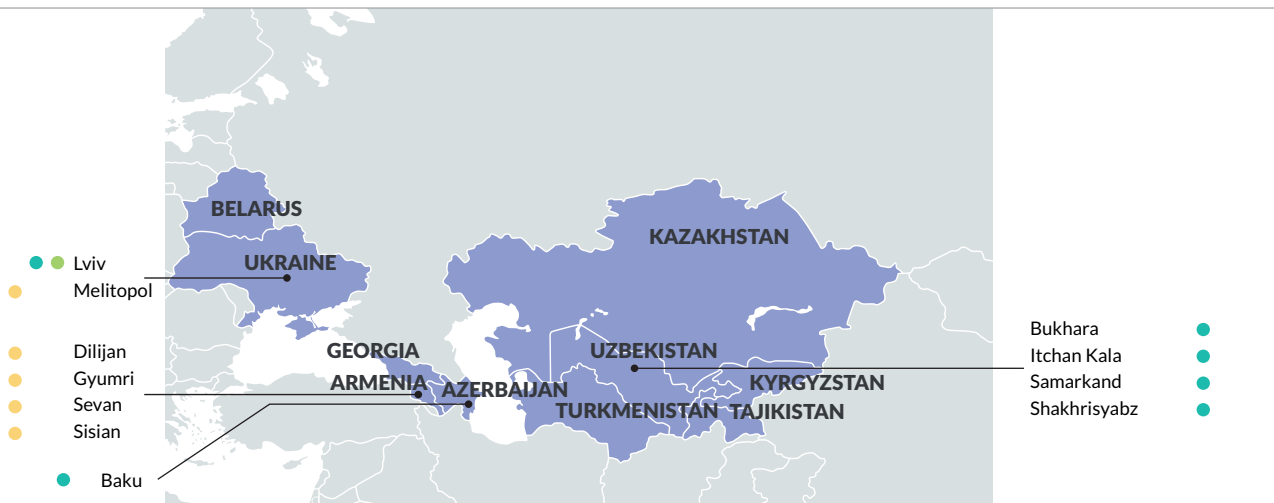 BELARUS
UKRAINE
KAZAKHSTAN
Lviv
Melitopol
Dilijan
Gyumri
Sevan
Sisian
Baku
GEORGIA
ARMENIA
AZERBAIJAN
UZBEKISTAN
KYRGYZSTAN
TURKMENISTAN
TAJIKISTAN
Bukhara
Itchan Kala
Samarkand
Shakhrisyabz